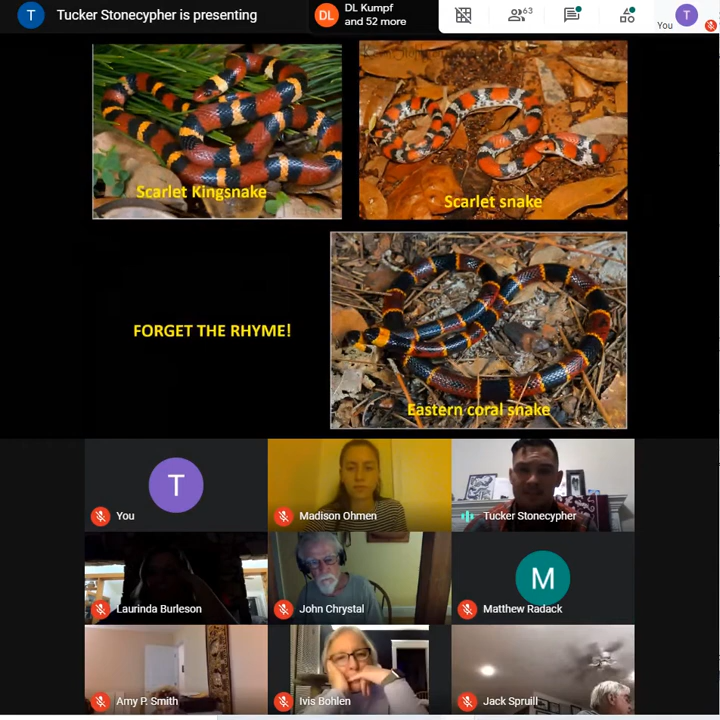 T Tucker Stonecypher is presenting
DL DL Kumpf
and 52 more
63
You
T
Scarlet Kingsnake
Scarlet snake
FORGET THE RHYME!
Eastern coral snake
T
You
Madison Ohmen
Tucker Stonecypher
Laurinda Burleson
John Chrystal
M
Matthew Radack
Amy P. Smith
Ivis Bohlen
Jack Spruill